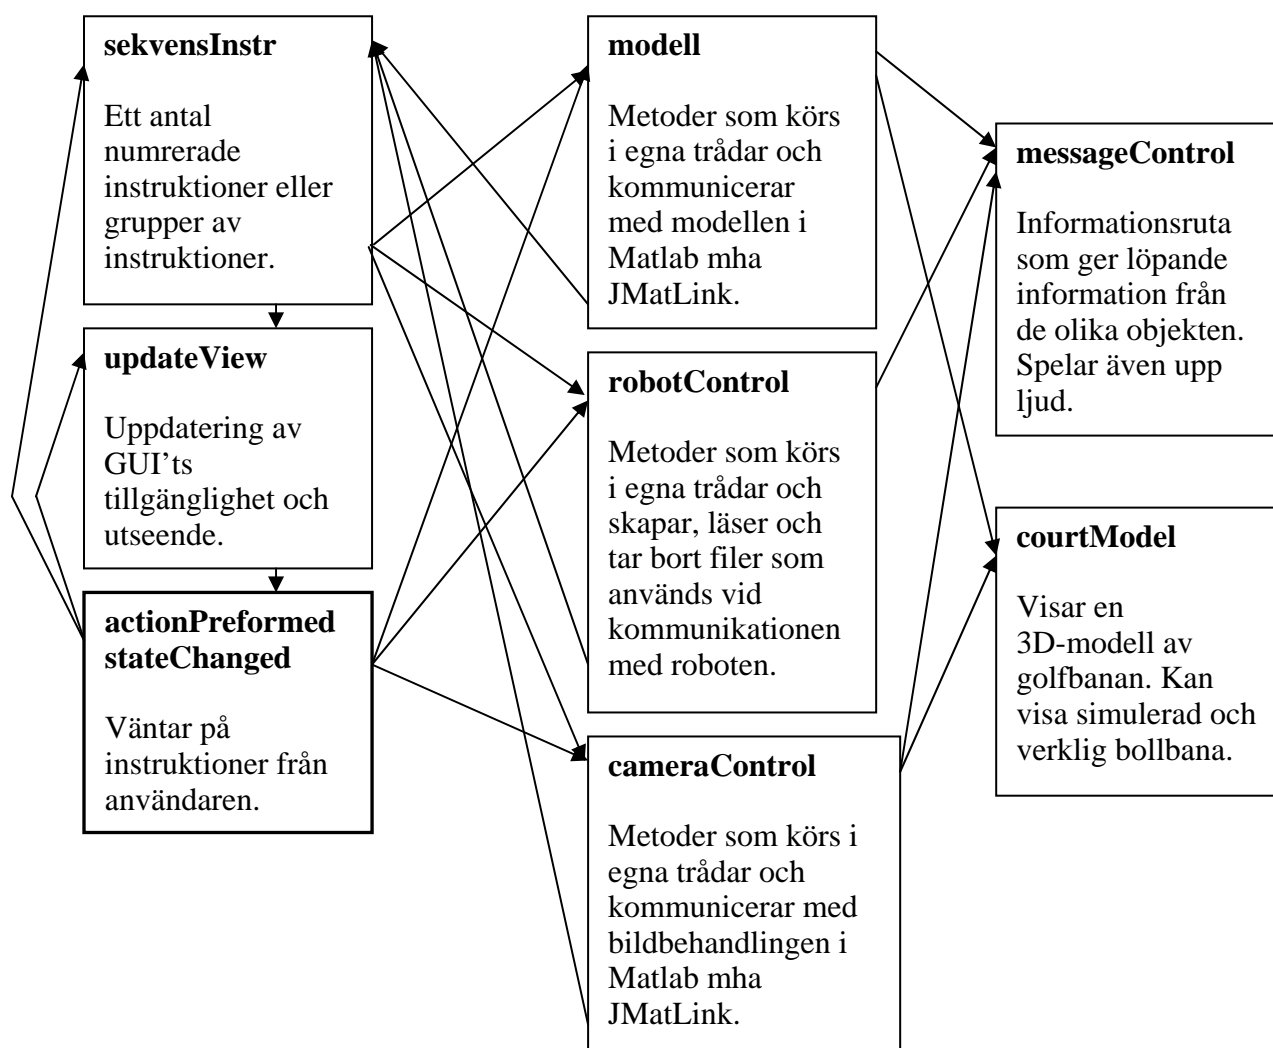 sekvensInstr
Ett antal
numrerade
instruktioner eller
grupper av
instruktioner.
updateView
Uppdatering av
GUI’ts
tillgänglighet och
utseende.
actionPreformed
stateChanged
Väntar på
instruktioner från
användaren.
modell
Metoder som körs
i egna trådar och
kommunicerar
med modellen i
Matlab mha
JMatLink.
robotControl
Metoder som körs
i egna trådar och
skapar, läser och
tar bort filer som
används vid
kommunikationen
med roboten.
cameraControl
Metoder som körs i
egna trådar och
kommunicerar med
bildbehandlingen i
Matlab mha
JMatLink.
messageControl
Informationsruta
som ger löpande
information från
de olika objekten.
Spelar även upp
ljud.
courtModel
Visar en
3D-modell av
golfbanan. Kan
visa simulerad och
verklig bollbana.